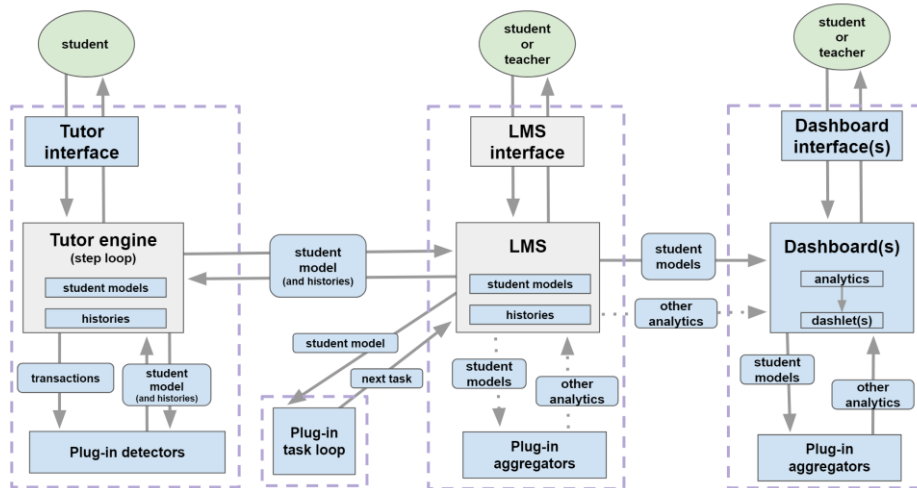 student
student
or
teacher
student
or
teacher
Tutor
interface
LMS
interface
Dashboard
interface(s)
Tutor engine
(step loop)
student models
histories
student
model
(and histories)
LMS
student models
histories
student
models
other
analytics
Dashboard(s)
analytics
dashlet(s)
transactions
student
model
(and histories)
student model
next task
student
models
other
analytics
student
models
other
analytics
Plug-in detectors
Plug-in
task loop
Plug-in
aggregators
Plug-in
aggregators